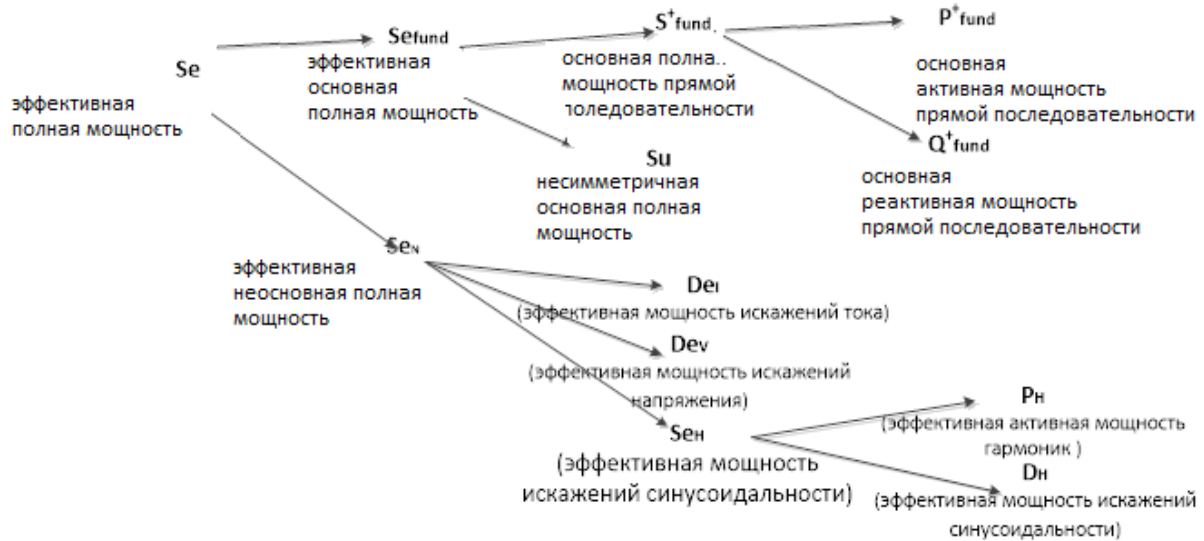 Se
эффективная
полная мощность
Sefund
эффективная
основная
полная мощность
S⁺fund.
основная полна..
мощность прямой
поледовательности
P⁺fund
основная
активная мощность
прямой последовательности
Q⁺fund
основная
реактивная мощность
прямой последовательности
Su
несимметричная
основная полная
мощность
SeN
эффективная
неосновная полная
мощность
DeI
(эффективная мощность искажений тока)
DeV
(эффективная мощность искажений
напряжения)
SeH
(эффективная мощность
искажений синусоидальности)
PH
(эффективная активная мощность
гармоник )
DH
(эффективная мощность искажений
синусоидальности)